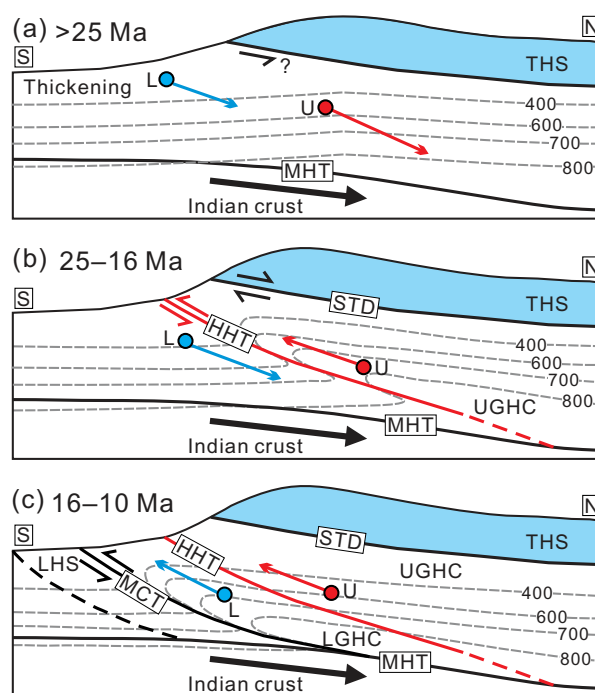 (a) >25 Ma
S
N
THS
Thickening
L
?
U
400
600
700
800
MHT
Indian crust
(b) 25–16 Ma
S
N
STD
THS
HHT
L
U
400
600
700
800
UGHC
MHT
Indian crust
(c) 16–10 Ma
S
N
STD
THS
HHT
LHS
UGHC
MCT
U
L
400
600
700
800
LGHC
MHT
Indian crust